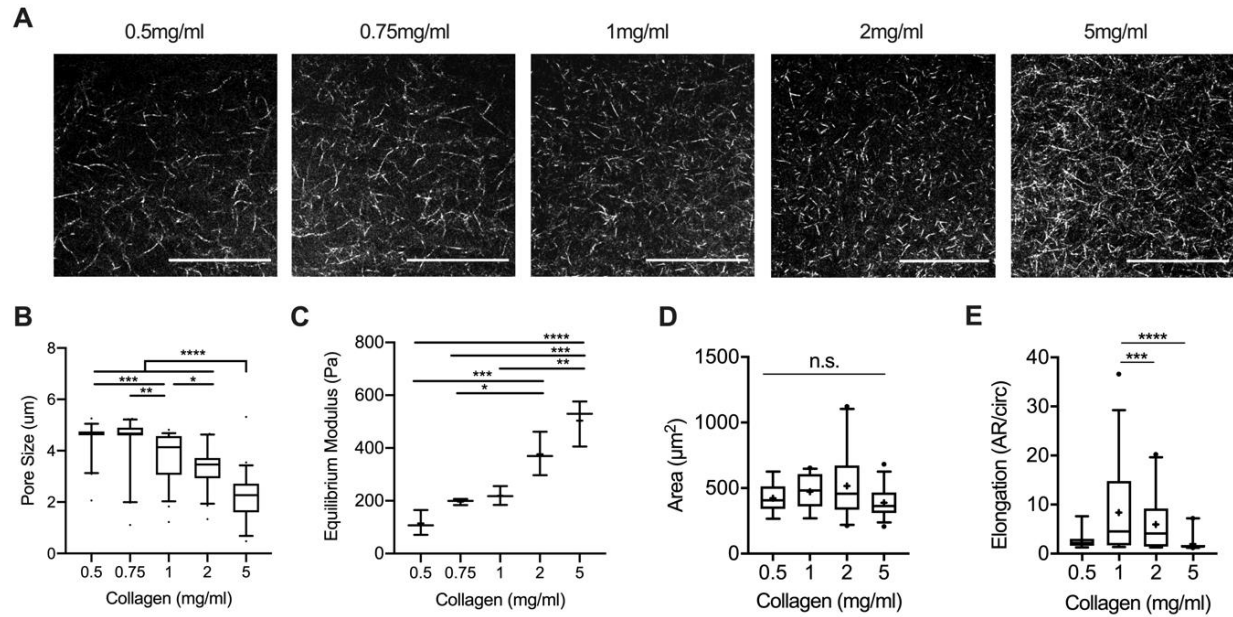 A
0.5mg/ml 0.75mg/ml 1mg/ml 2mg/ml 5mg/ml
B
Pore Size (um)
8
6
4
2
0
****
*** *
**
0.5 0.75 1 2 5
Collagen (mg/ml)
C
Equilibrium Modulus (Pa)
800
600
400
200
0
****
***
**
***
*
0.5 0.75 1 2 5
Collagen (mg/ml)
D
Area (µm²)
1500
1000
500
0
n.s.
0.5 1 2 5
Collagen (mg/ml)
E
Elongation (AR/circ)
40
30
20
10
0
****
***
0.5 1 2 5
Collagen (mg/ml)